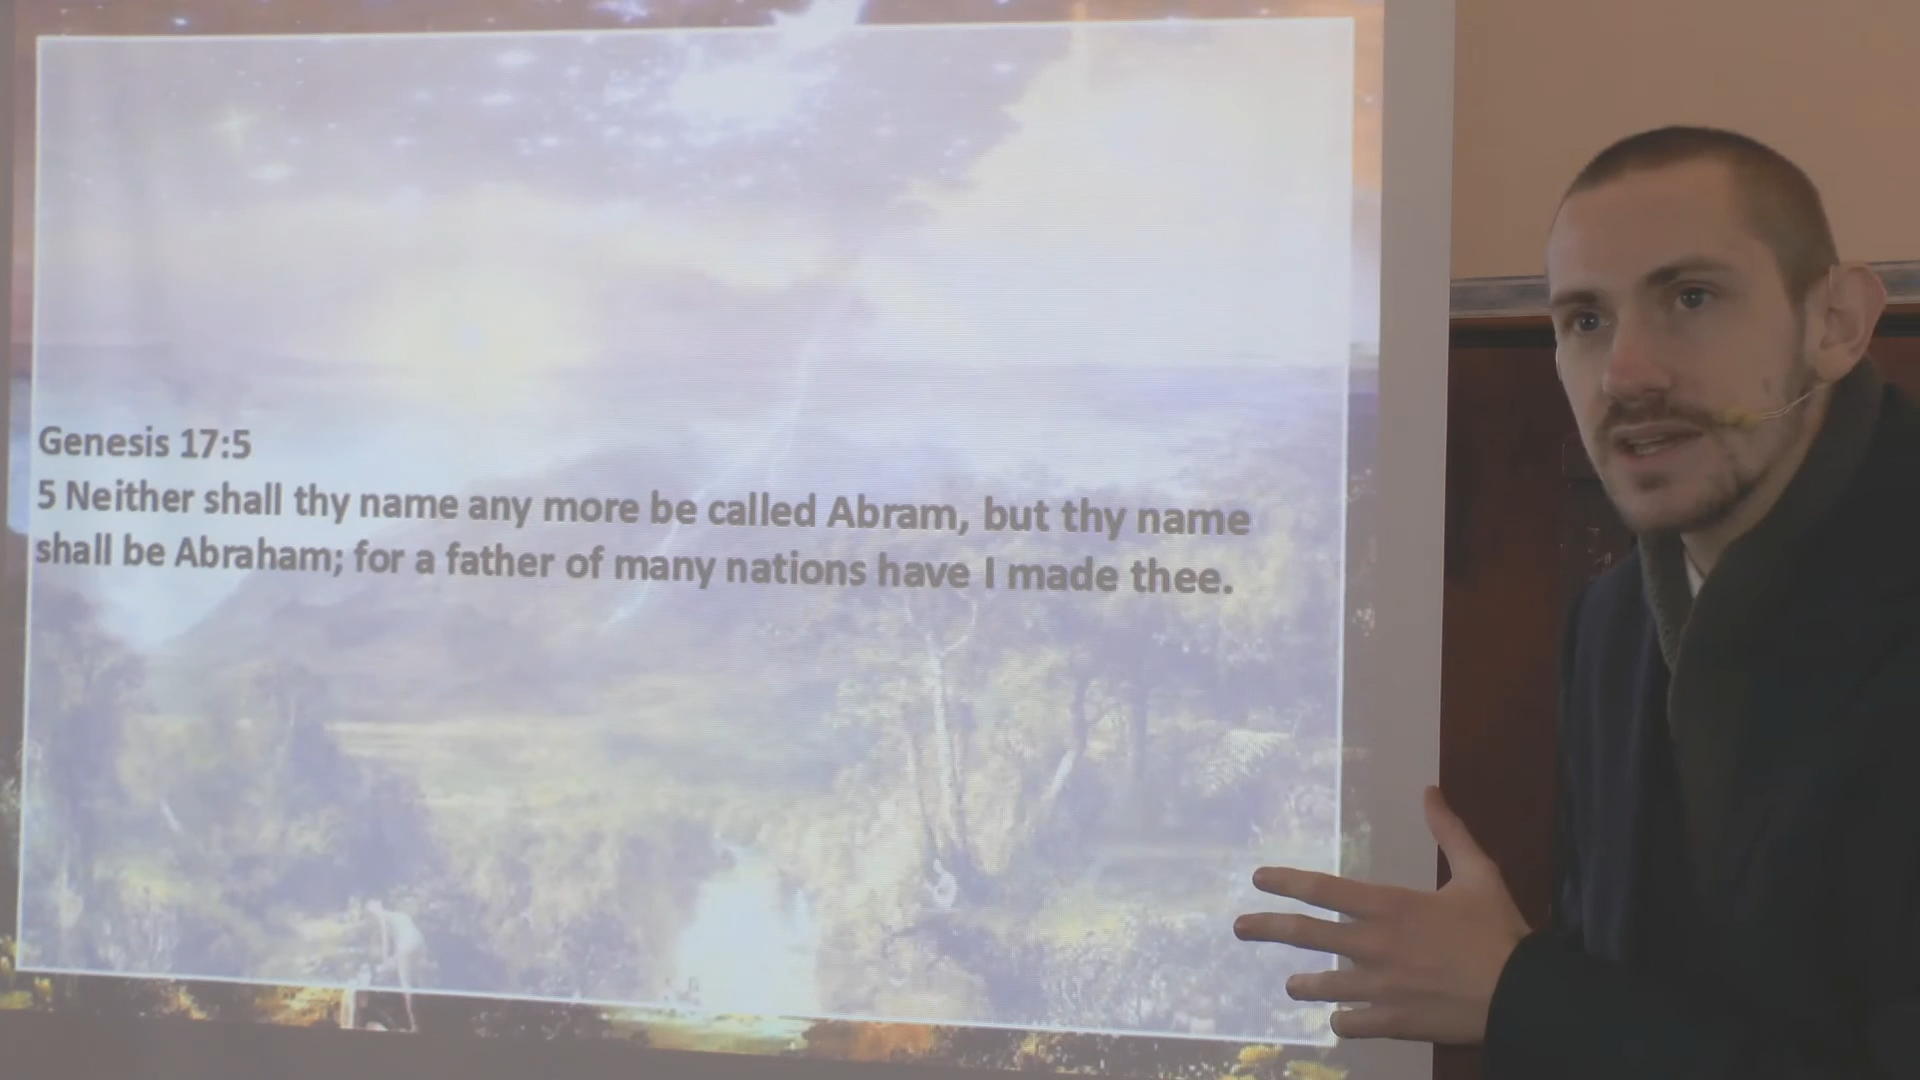 Genesis 17:5
5 Neither shall thy name any more be called Abram, but thy name
shall be Abraham; for a father of many nations have I made thee.